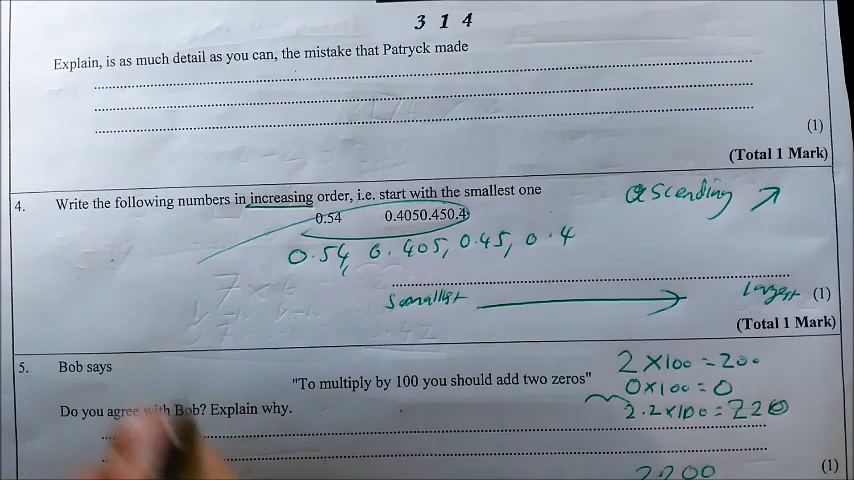 3 1 4
Explain, is as much detail as you can, the mistake that Patryck made
(1)
(Total 1 Mark)
4. Write the following numbers in increasing order, i.e. start with the smallest one
ascending
0.54 0.4050.450.4
0.54, 0.405, 0.45, 0.4
smallest largest (1)
(Total 1 Mark)
5. Bob says
2 × 100 = 200
"To multiply by 100 you should add two zeros"
0 × 100 = 0
Do you agree with Bob? Explain why.
2.2 × 100 = 220
2200
(1)